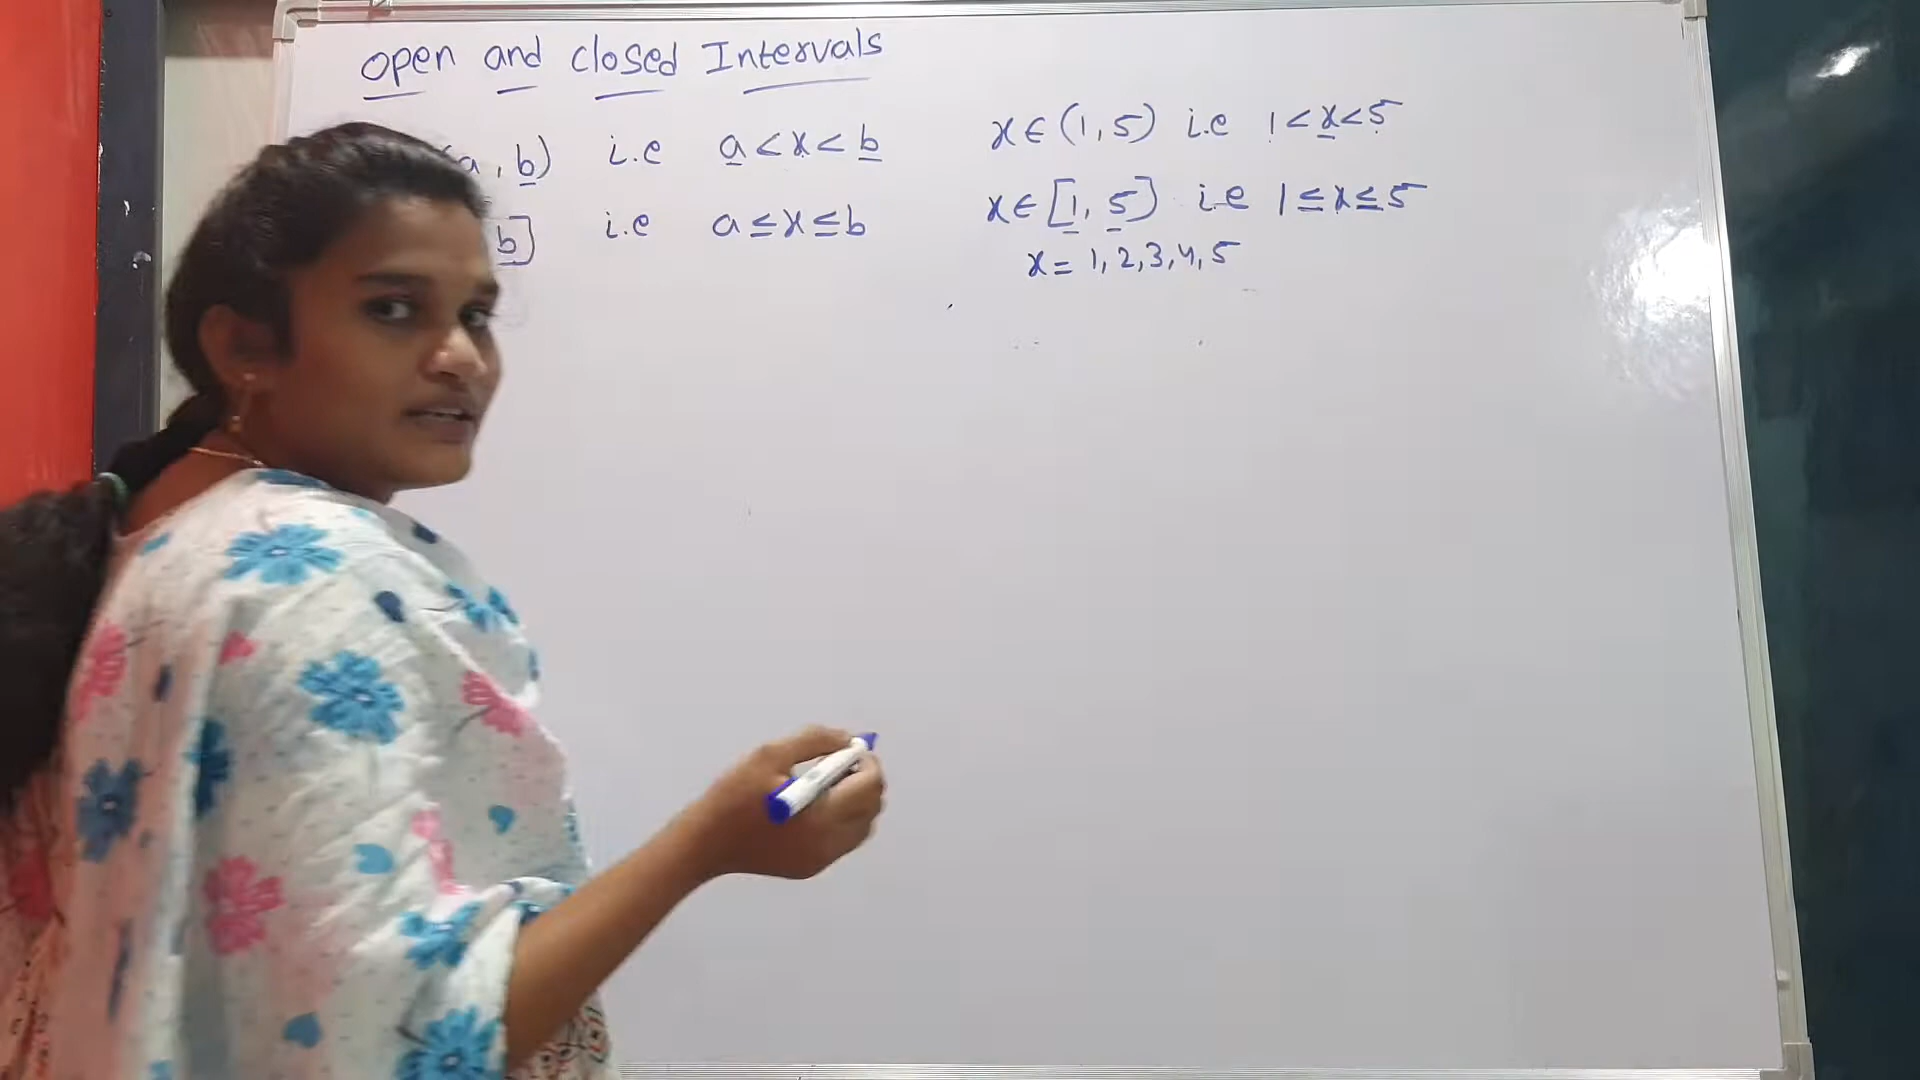 open and closed Intervals
a, b) i.e a < x < b
b] i.e a ≤ x ≤ b
x ∈ (1, 5) i.e 1 < x < 5
x ∈ [1, 5] i.e 1 ≤ x ≤ 5
x = 1, 2, 3, 4, 5